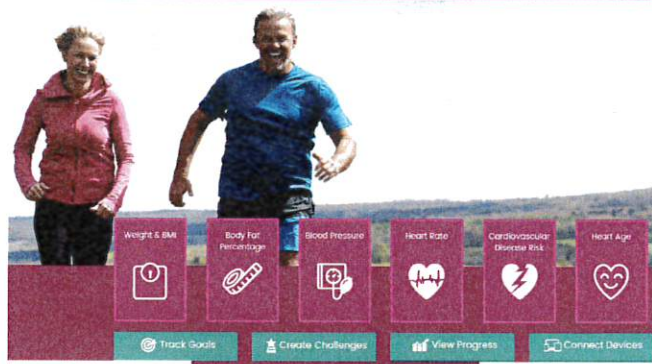 Weight & BMI
Body Fat
Percentage
Blood Pressure
Heart Rate
Cardiovascular
Disease Risk
Heart Age
Track Goals
Create Challenges
View Progress
Connect Devices